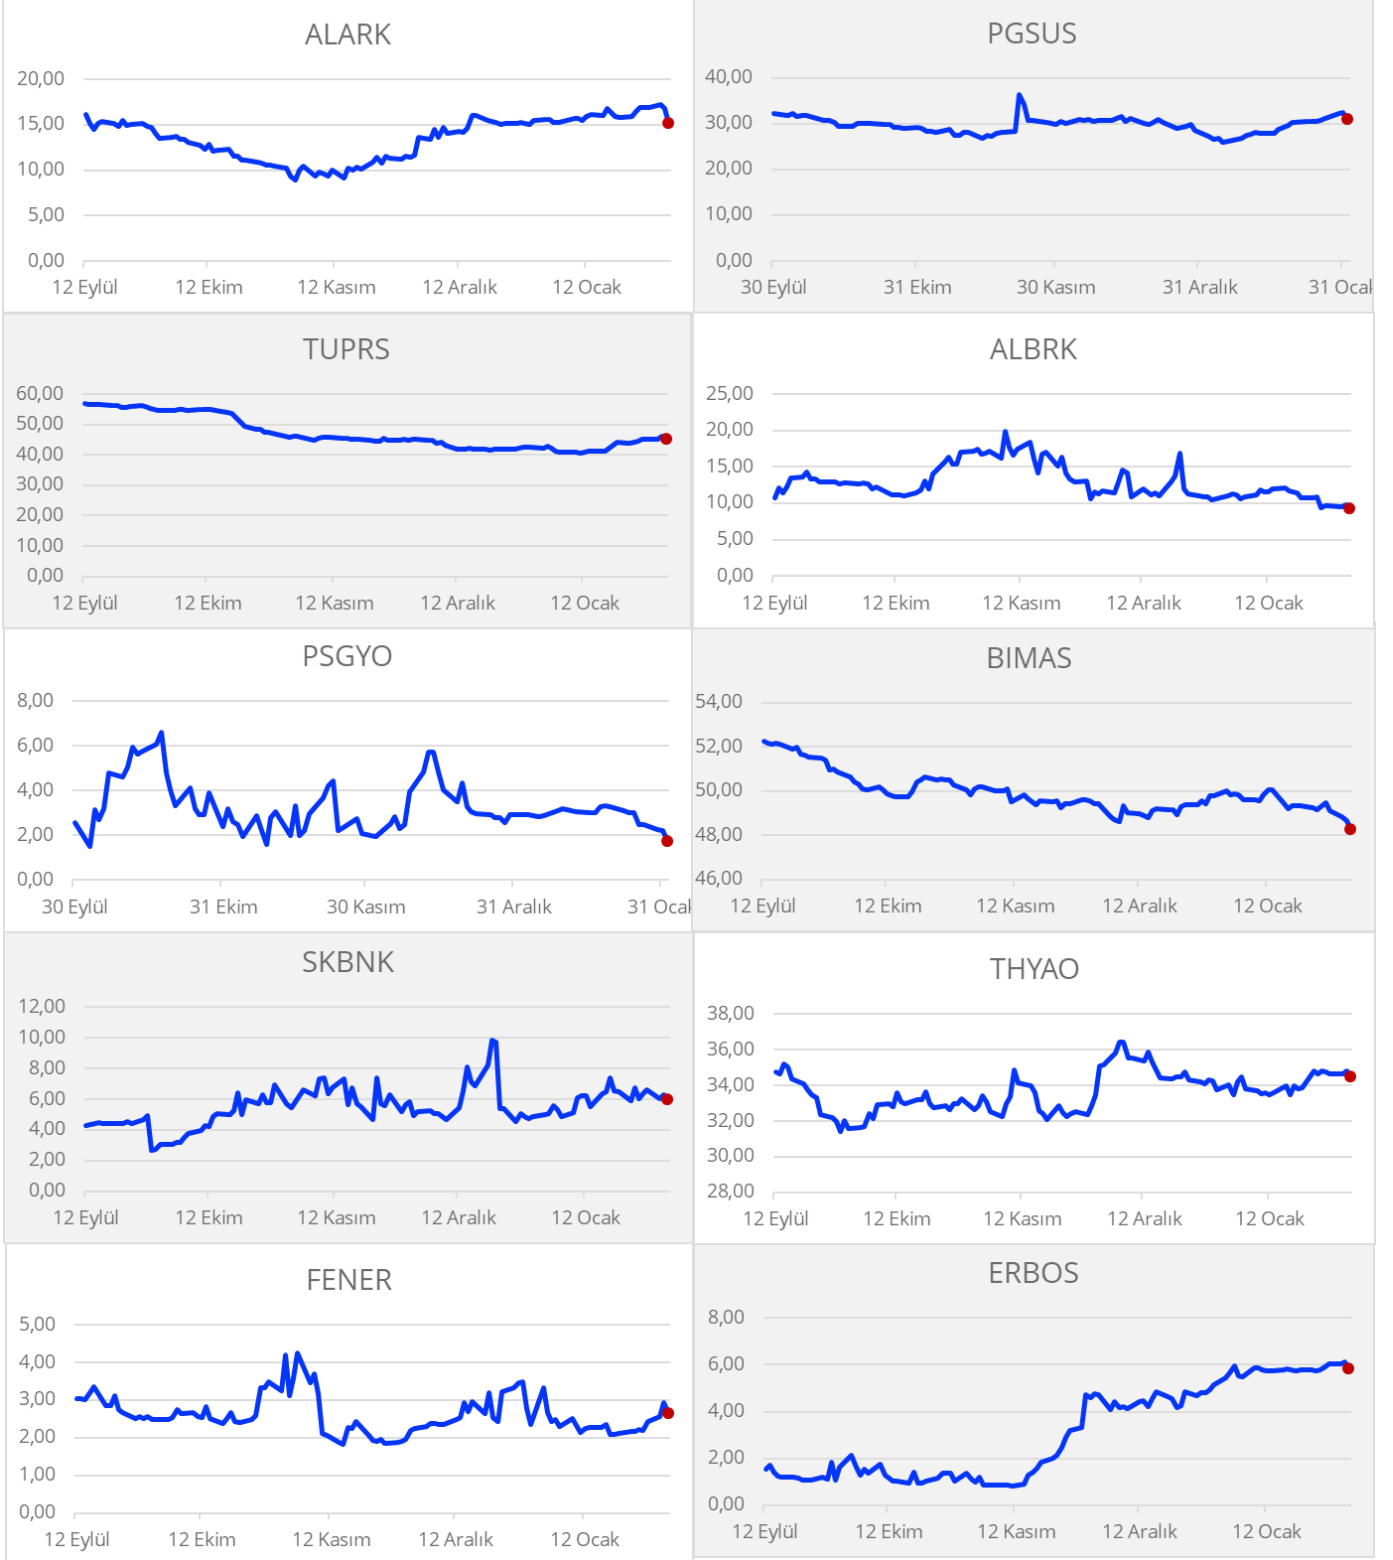 ALARK
20,00
15,00
10,00
5,00
0,00
12 Eylül 12 Ekim 12 Kasım 12 Aralık 12 Ocak
PGSUS
40,00
30,00
20,00
10,00
0,00
30 Eylül 31 Ekim 30 Kasım 31 Aralık 31 Ocak
TUPRS
60,00
50,00
40,00
30,00
20,00
10,00
0,00
12 Eylül 12 Ekim 12 Kasım 12 Aralık 12 Ocak
ALBRK
25,00
20,00
15,00
10,00
5,00
0,00
12 Eylül 12 Ekim 12 Kasım 12 Aralık 12 Ocak
PSGYO
8,00
6,00
4,00
2,00
0,00
30 Eylül 31 Ekim 30 Kasım 31 Aralık 31 Ocak
BIMAS
54,00
52,00
50,00
48,00
46,00
12 Eylül 12 Ekim 12 Kasım 12 Aralık 12 Ocak
SKBNK
12,00
10,00
8,00
6,00
4,00
2,00
0,00
12 Eylül 12 Ekim 12 Kasım 12 Aralık 12 Ocak
THYAO
38,00
36,00
34,00
32,00
30,00
28,00
12 Eylül 12 Ekim 12 Kasım 12 Aralık 12 Ocak
FENER
5,00
4,00
3,00
2,00
1,00
0,00
12 Eylül 12 Ekim 12 Kasım 12 Aralık 12 Ocak
ERBOS
8,00
6,00
4,00
2,00
0,00
12 Eylül 12 Ekim 12 Kasım 12 Aralık 12 Ocak